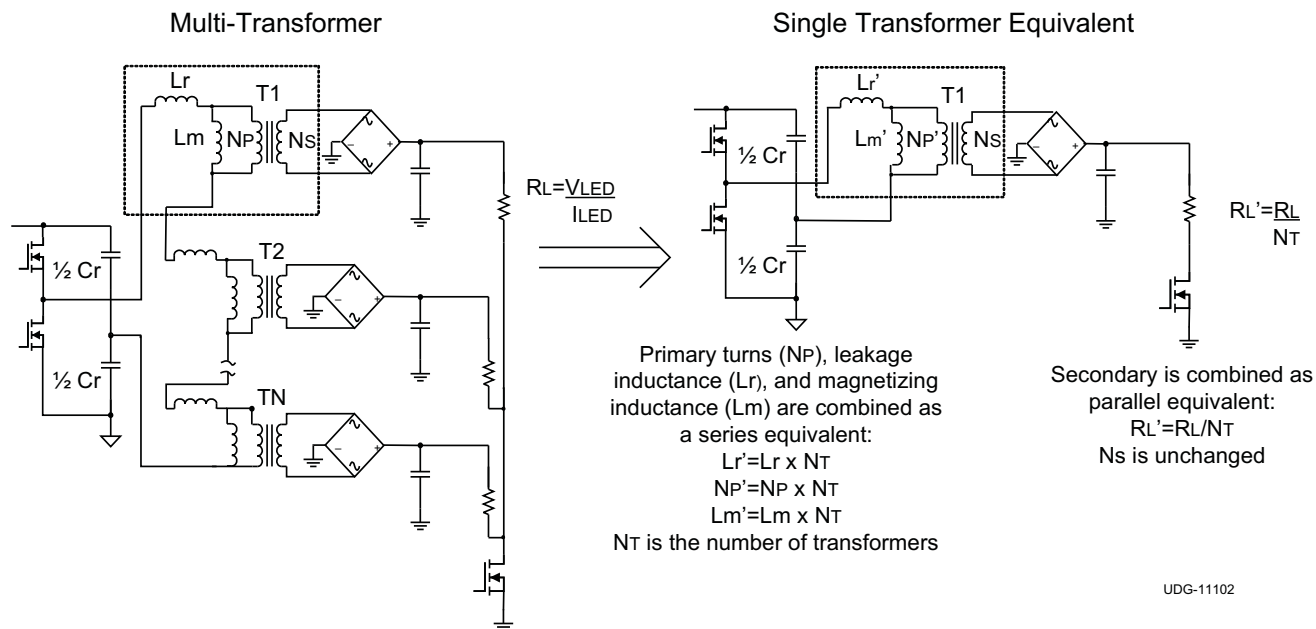 Multi-Transformer
Lr
T1
Lm
NP
NS
- +
½ Cr
½ Cr
T2
- +
TN
- +
RL=VLED
ILED
Single Transformer Equivalent
Lr’
T1
Lm’
NP’
NS
- +
½ Cr
½ Cr
RL’=RL
NT
Primary turns (NP), leakage
inductance (Lr), and magnetizing
inductance (Lm) are combined as
a series equivalent:
Lr’=Lr x NT
NP’=NP x NT
Lm’=Lm x NT
NT is the number of transformers
Secondary is combined as
parallel equivalent:
RL’=RL/NT
Ns is unchanged
UDG-11102